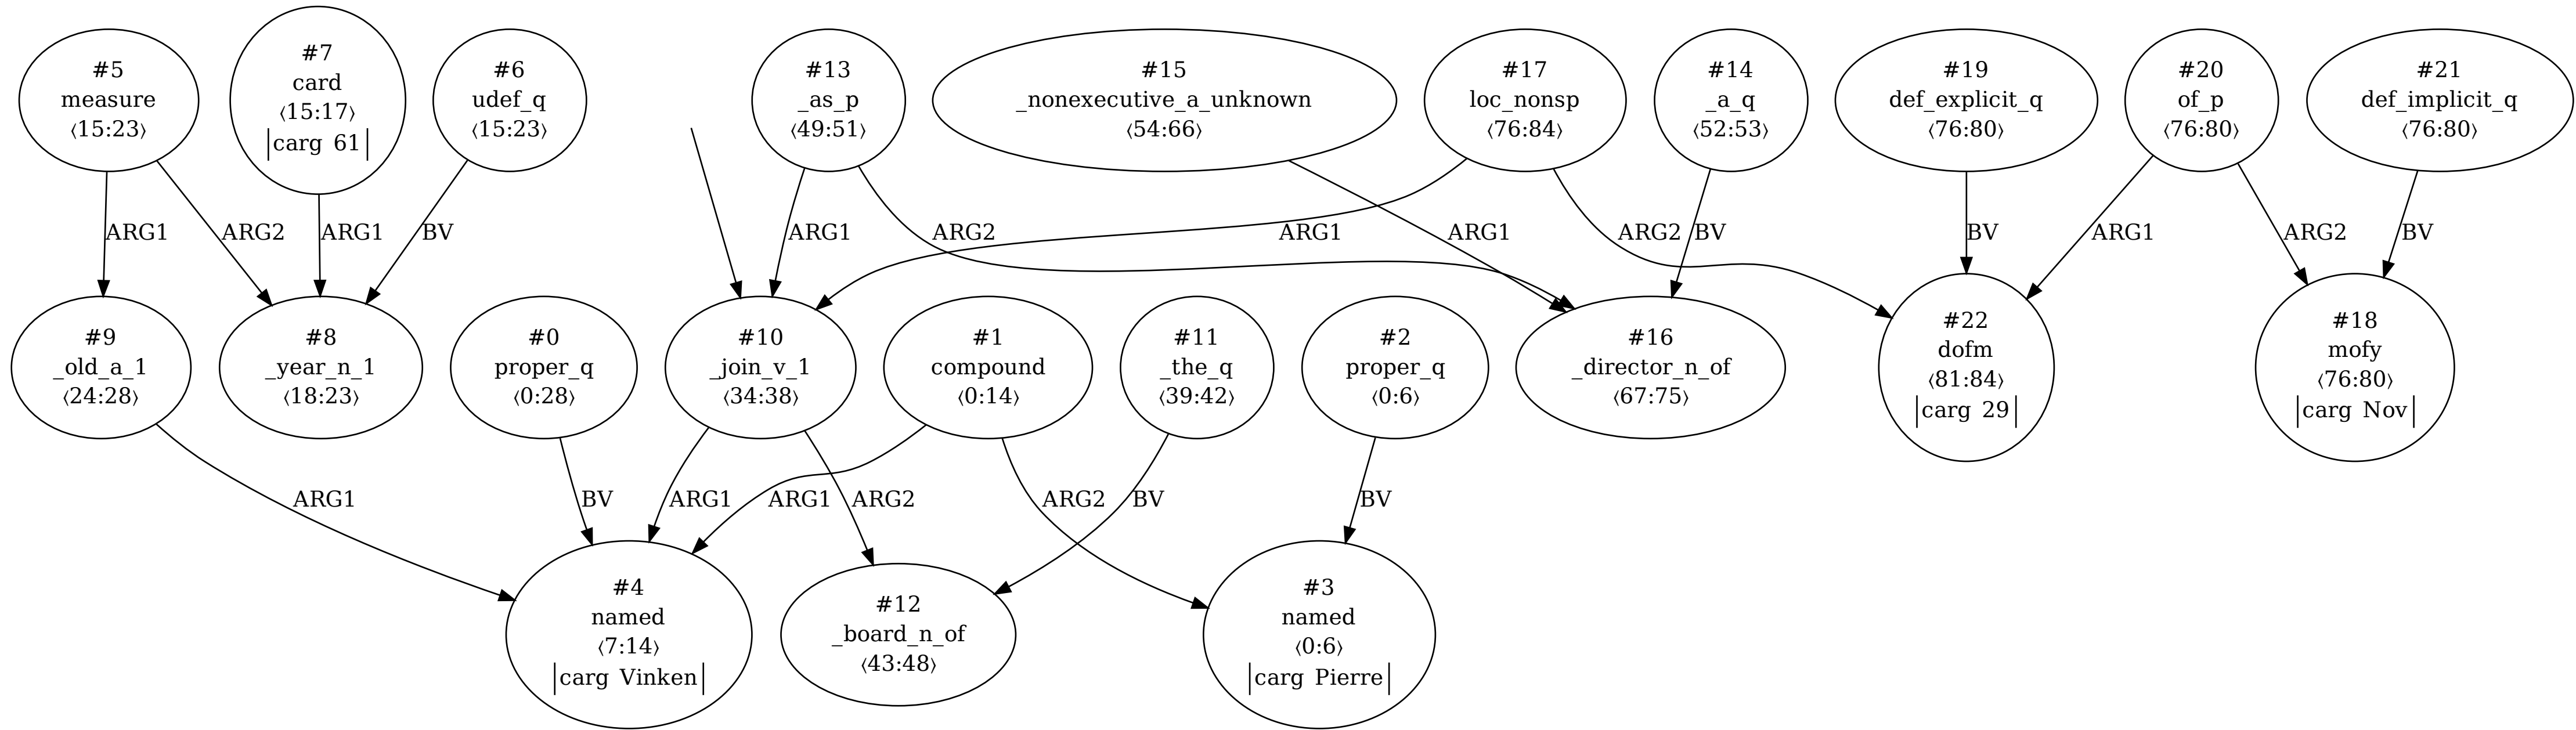 #5
measure
⟨15:23⟩
#7
card
⟨15:17⟩
carg 61
#6
udef_q
⟨15:23⟩
#13
_as_p
⟨49:51⟩
#15
_nonexecutive_a_unknown
⟨54:66⟩
#17
loc_nonsp
⟨76:84⟩
#14
_a_q
⟨52:53⟩
#19
def_explicit_q
⟨76:80⟩
#20
of_p
⟨76:80⟩
#21
def_implicit_q
⟨76:80⟩
ARG1 ARG2 ARG1 BV ARG1 ARG2 ARG1 ARG1 ARG2 BV BV ARG1 ARG2 BV
#9
_old_a_1
⟨24:28⟩
#8
_year_n_1
⟨18:23⟩
#0
proper_q
⟨0:28⟩
#10
_join_v_1
⟨34:38⟩
#1
compound
⟨0:14⟩
#11
_the_q
⟨39:42⟩
#2
proper_q
⟨0:6⟩
#16
_director_n_of
⟨67:75⟩
#22
dofm
⟨81:84⟩
carg 29
#18
mofy
⟨76:80⟩
carg Nov
ARG1 BV ARG1 ARG1 ARG2 ARG2 BV BV
#4
named
⟨7:14⟩
carg Vinken
#12
_board_n_of
⟨43:48⟩
#3
named
⟨0:6⟩
carg Pierre